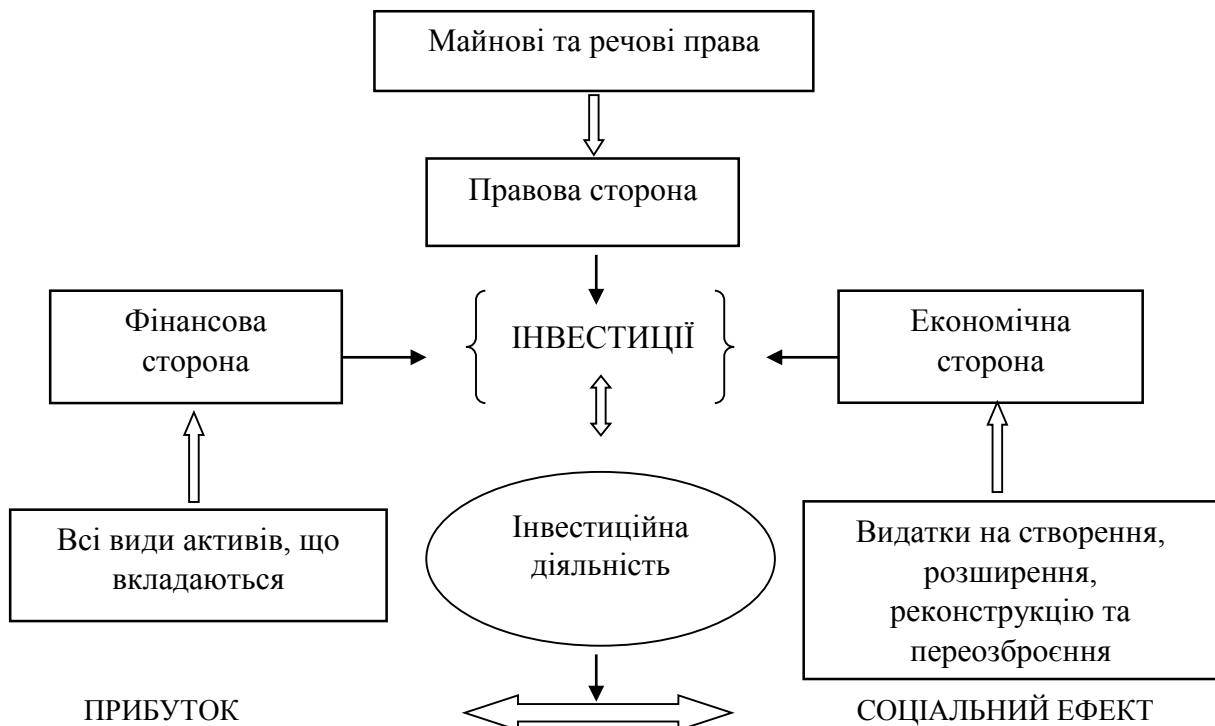 Майнові та речові права
Правова сторона
Фінансова
сторона
ІНВЕСТИЦІЇ
Економічна
сторона
Всі види активів, що
вкладаються
Інвестиційна
діяльність
Видатки на створення,
розширення,
реконструкцію та
переозброєння
ПРИБУТОК
СОЦІАЛЬНИЙ ЕФЕКТ